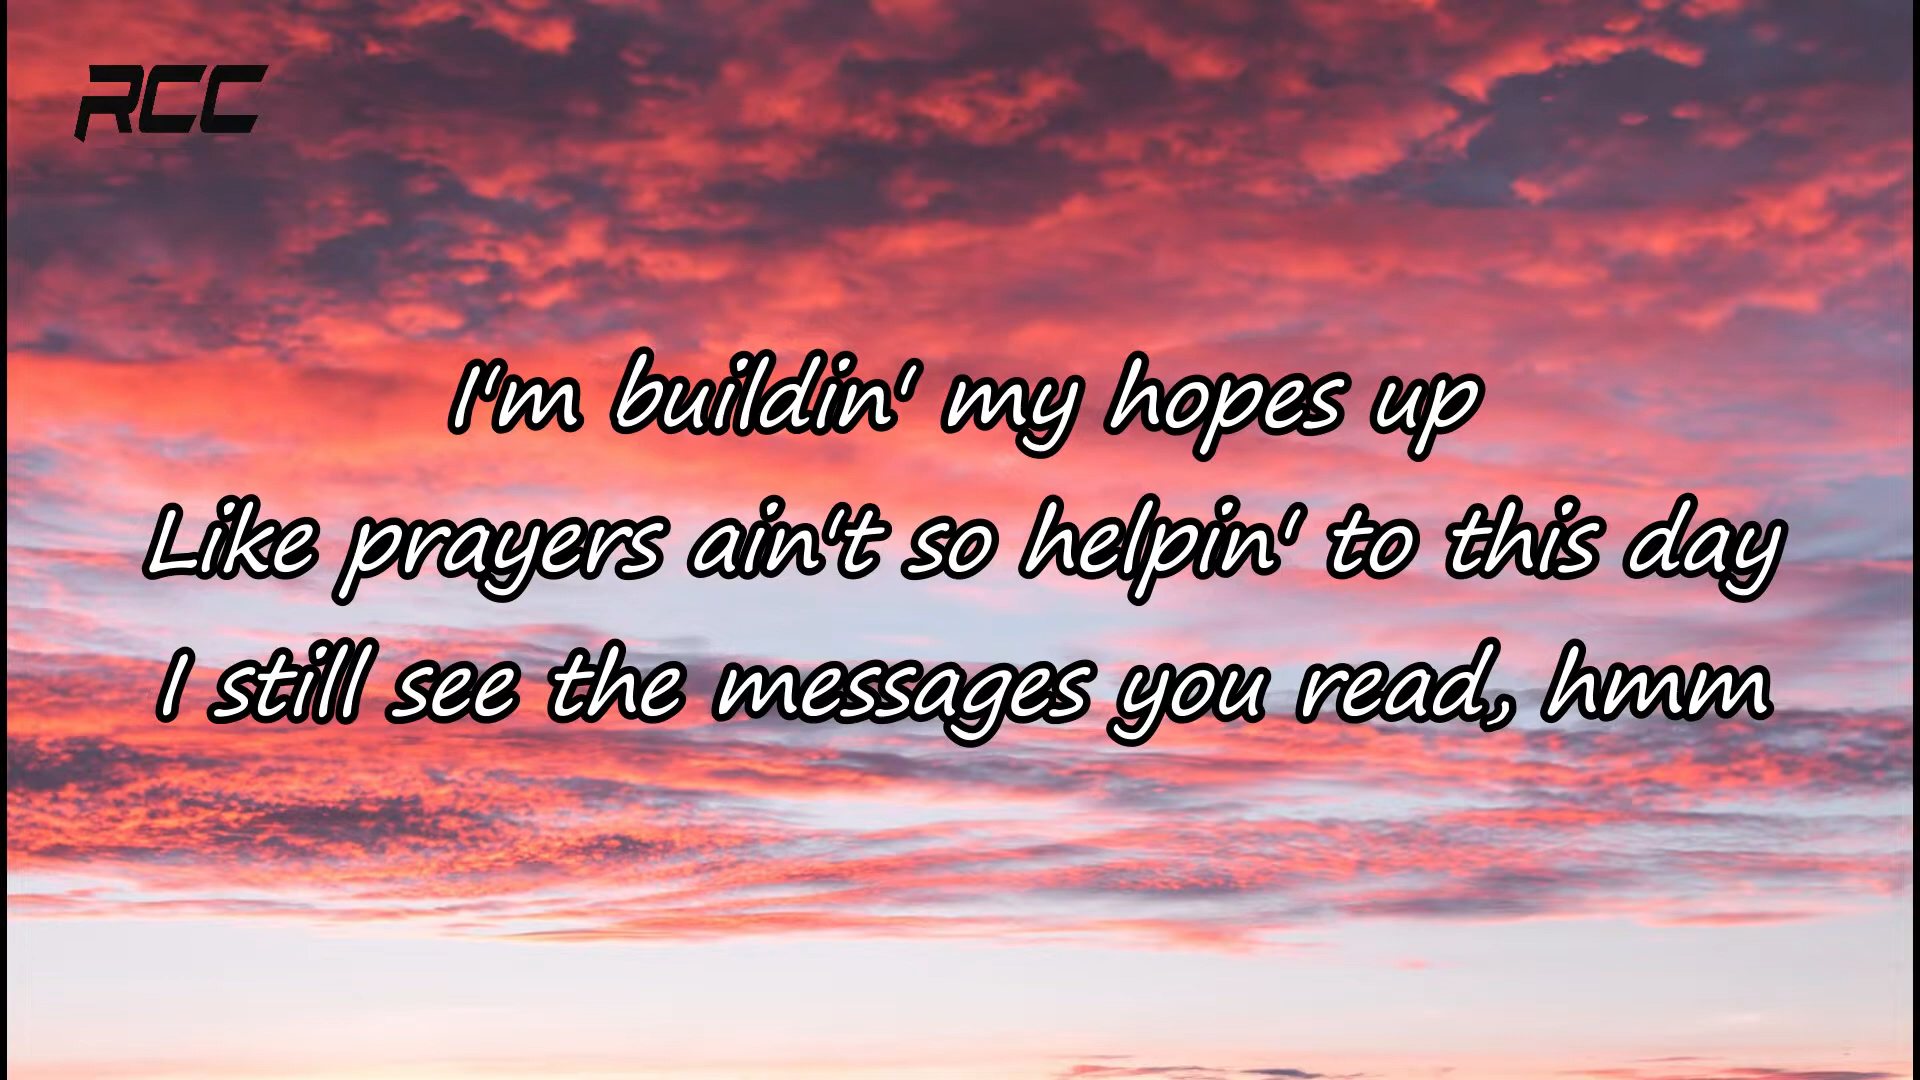 RCC
I'm buildin' my hopes up
Like prayers ain't so helpin' to this day
I still see the messages you read, hmm